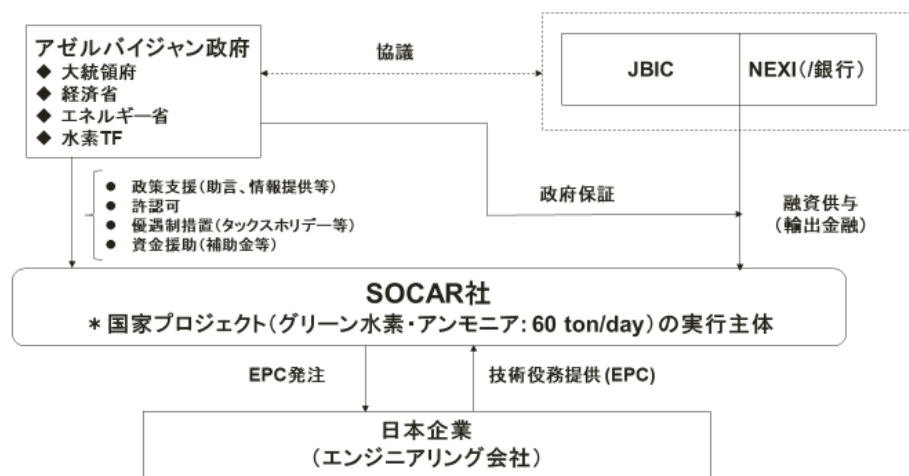 アゼルバイジャン政府
◆ 大統領府
◆ 経済省
◆ エネルギー省
◆ 水素TF
協議
JBIC
NEXI(/銀行)
● 政策支援(助言、情報提供等)
● 許認可
● 優遇制措置(タックスホリデー等)
● 資金援助(補助金等)
政府保証
融資供与
(輸出金融)
SOCAR社
＊国家プロジェクト(グリーン水素・アンモニア: 60 ton/day)の実行主体
EPC発注
技術役務提供 (EPC)
日本企業
(エンジニアリング会社)